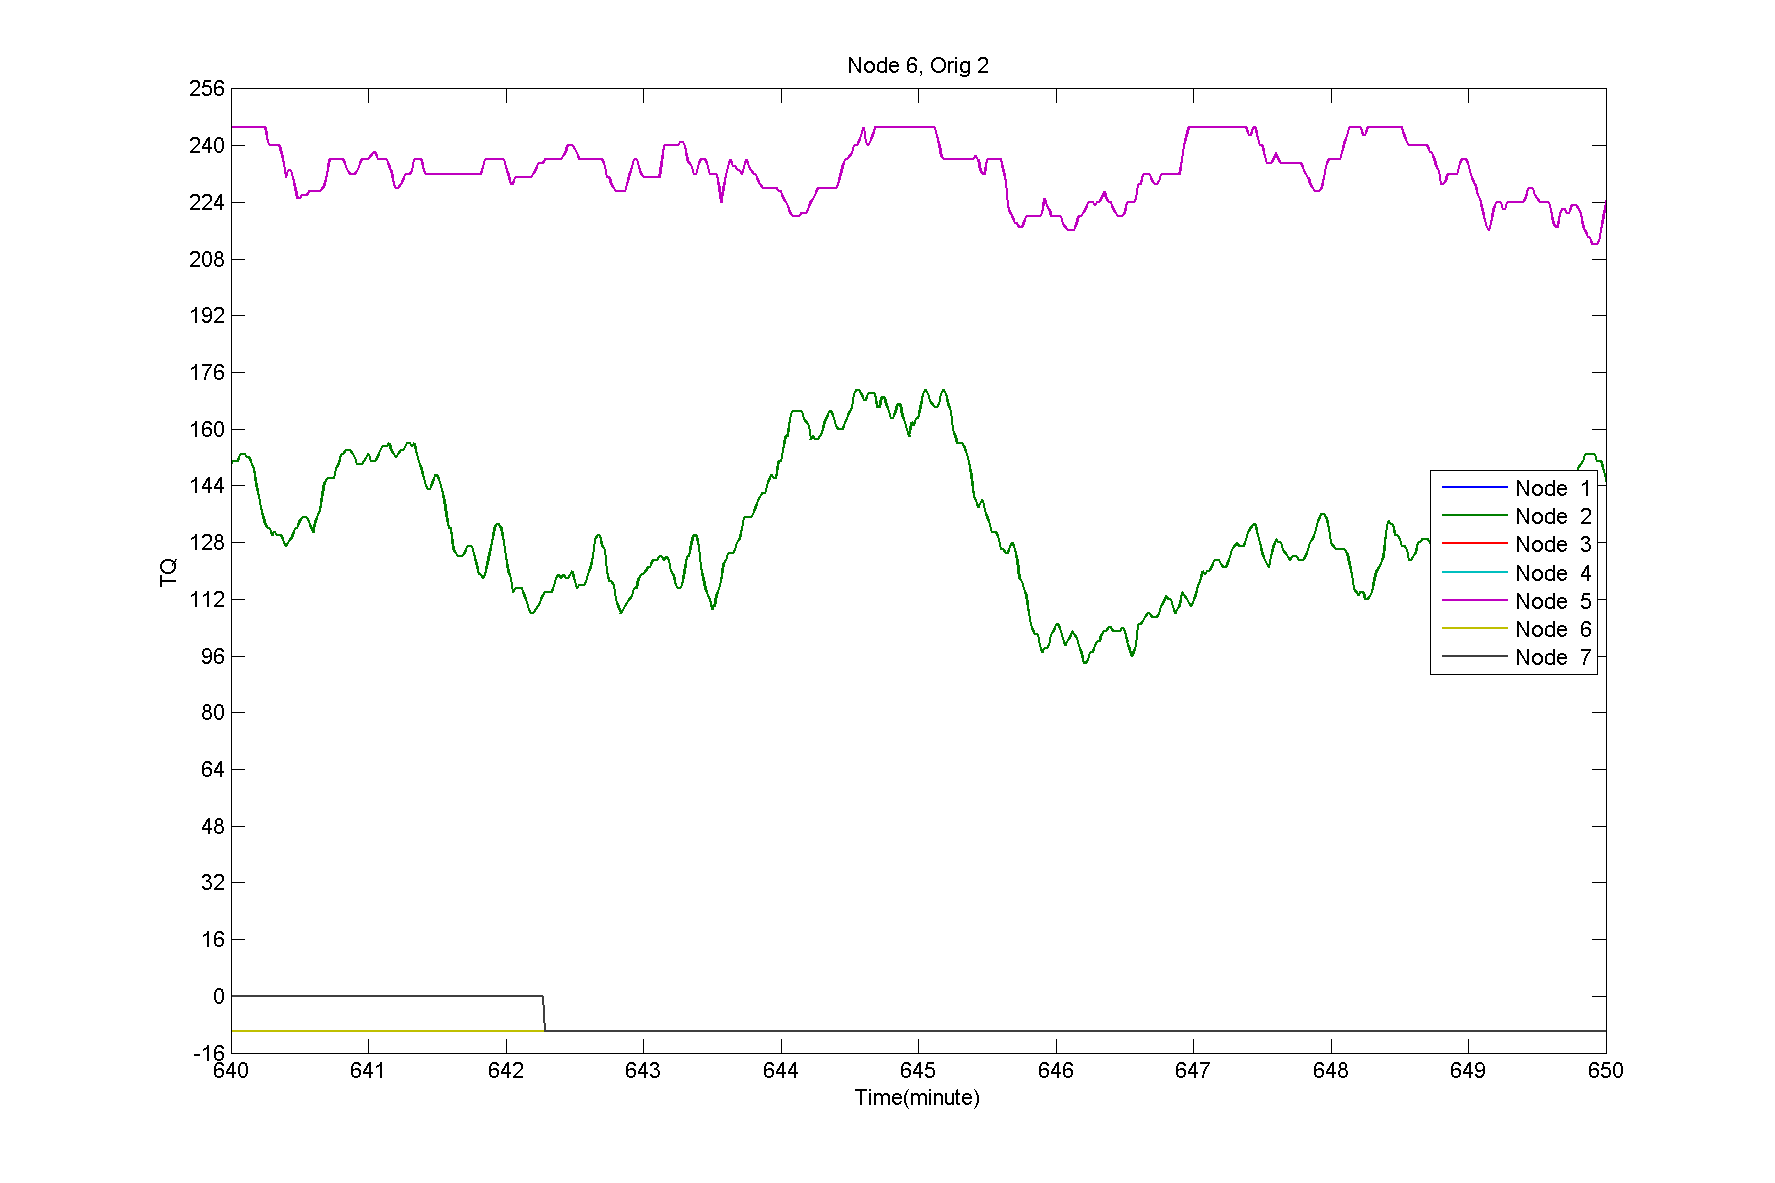 Node 6, Orig 2
256
240
224
208
192
176
160
144
128
112
96
80
64
48
32
16
0
-16
TQ
Node 1
Node 2
Node 3
Node 4
Node 5
Node 6
Node 7
640 641 642 643 644 645 646 647 648 649 650
Time(minute)